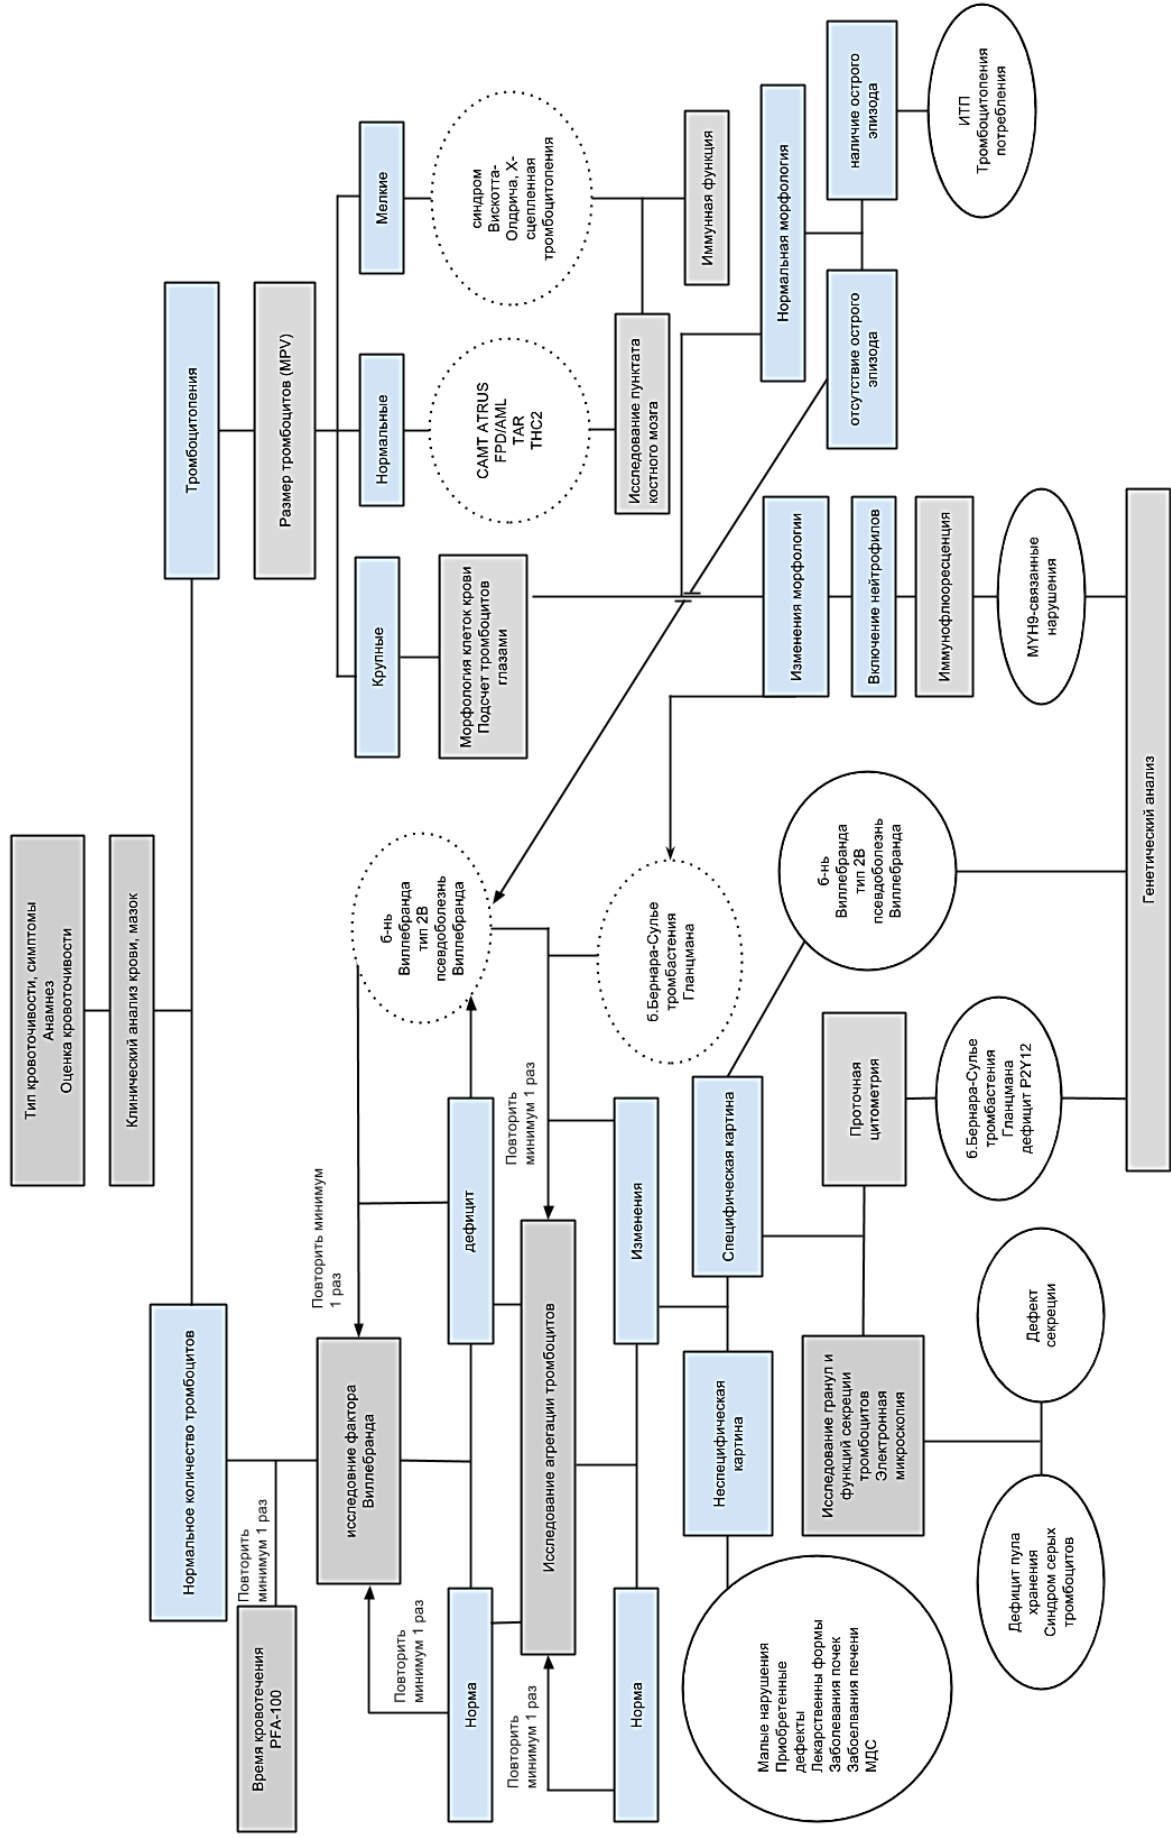 Тип кровоточивости, симптомы
Анамнез
Оценка кровоточивости
Клинический анализ крови, мазок
Нормальное количество тромбоцитов
Тромбоцитопения
Время кровотечения
PFA-100
Повторить
минимум 1 раз
исследовние фактора
Виллебранда
Повторить минимум
1 раз
Размер тромбоцитов (MPV)
Крупные
Нормальные
Мелкие
б-нь
Виллебранда
тип 2В
псевдоболезнь
Виллебранда
Морфология клеток крови
Подсчет тромбоцитов
глазами
CAMT ATRUS
FPD/AML
TAR
THC2
синдром
Вискотта-
Олдрича, Х-
сцепленная
тромбоцитопения
Повторить
минимум 1 раз
Норма
дефицит
Повторить
минимум 1 раз
Повторить
минимум 1 раз
Исследование агрегации тромбоцитов
Исследование пунктата
костного мозга
Иммунная функция
Норма
Изменения
б.Бернара-Сулье
тромбастения
Гланцмана
Неспецифическая
картина
Специфическая картина
Изменения морфологии
Нормальная морфология
Малые нарушения
Приобретенные
дефекты
Лекарственны формы
Заболевания почек
Забоелвания печени
МДС
Исследование гранул и
функций секреции
тромбоцитов
Электронная
микроскопия
Проточная
цитометрия
б-нь
Виллебранда
тип 2В
псевдоболезнь
Виллебранда
Включение нейтрофилов
отсутствие острого
эпизода
наличие острого
эпизода
Иммунофлюоресценция
Дефицит пула
хранения
Синдром серых
тромбоцитов
Дефект
секреции
б.Бернара-Сулье
тромбастения
Гланцмана
дефицит P2Y12
MYH9-связанные
нарушения
ИТП
Тромбоцитопения
потребления
Генетический анализ